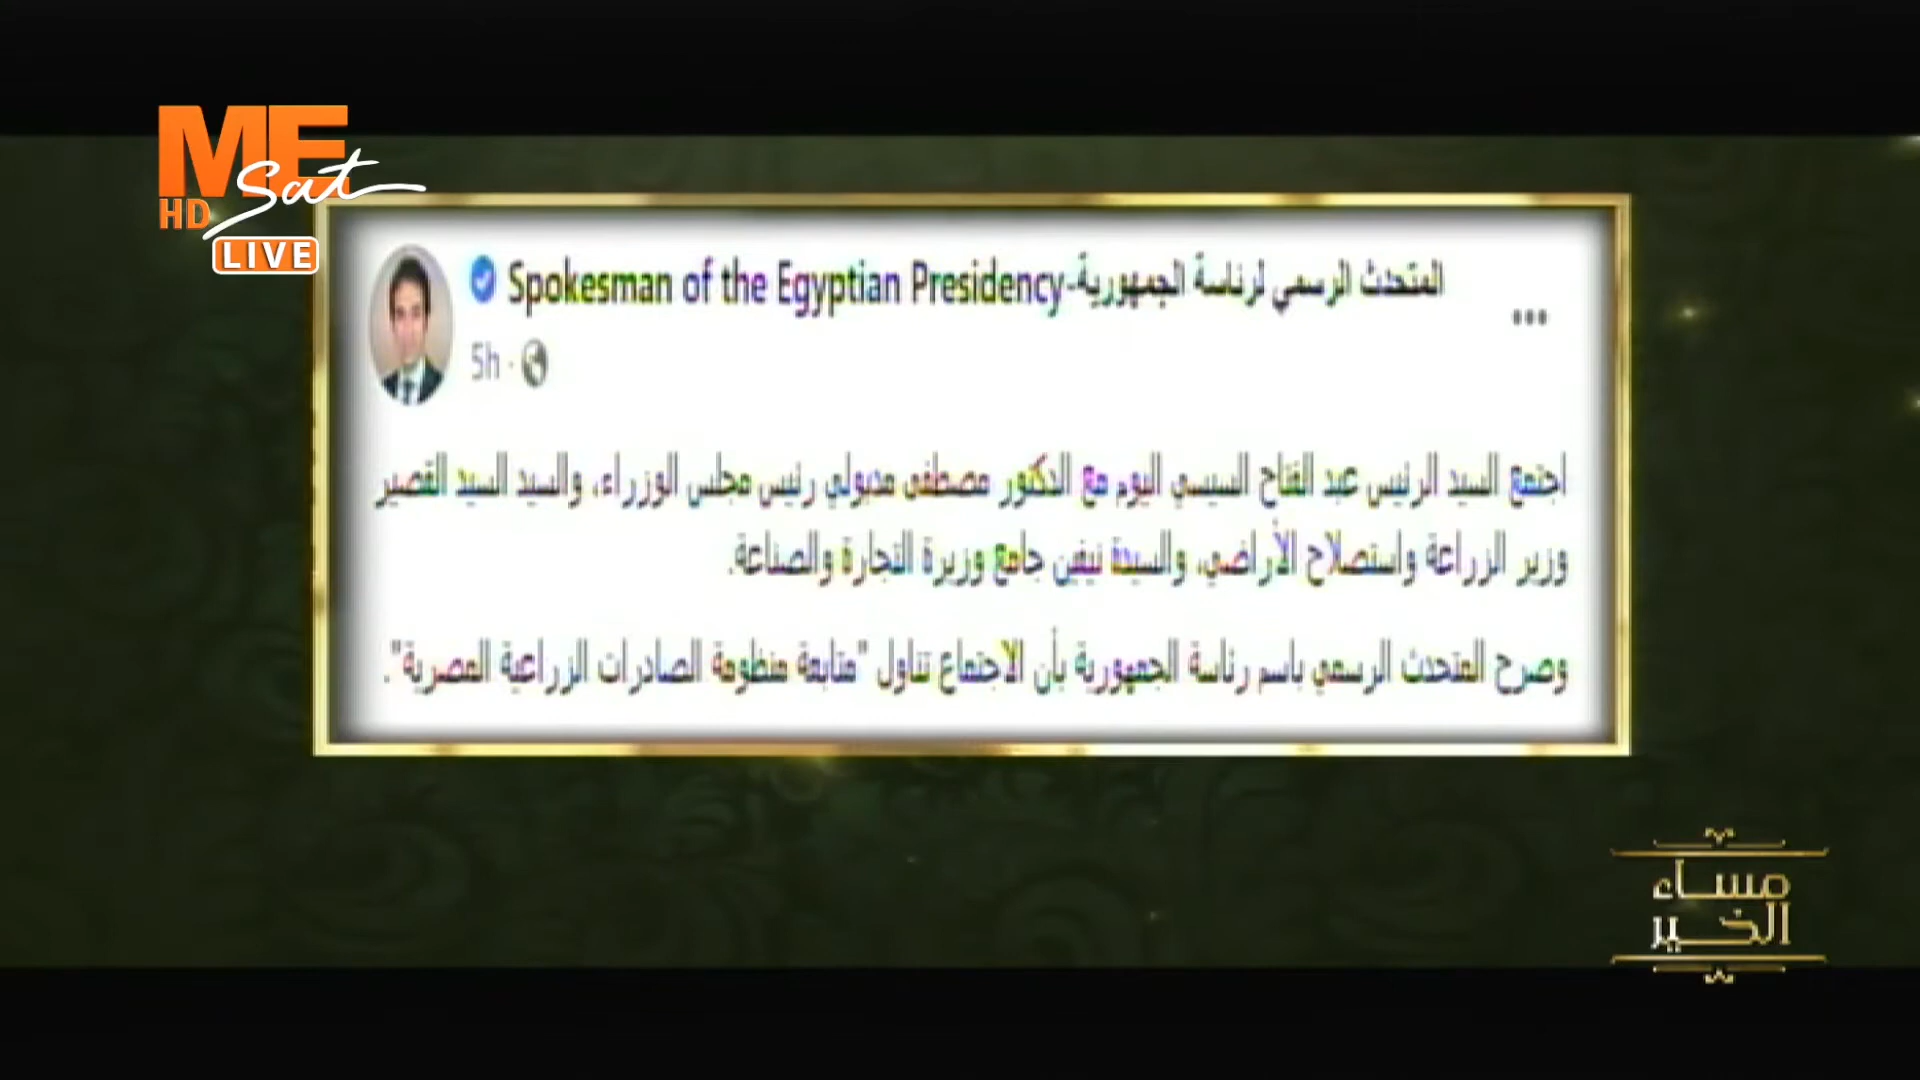 ME
Sat
HD
LIVE
Spokesman of the Egyptian Presidency-المتحدث الرسمي لرئاسة الجمهورية
5h
اجتمع السيد الرئيس عبد الفتاح السيسي اليوم مع الدكتور مصطفى مدبولي رئيس مجلس الوزراء، والسيد السيد القصير
وزير الزراعة واستصلاح الأراضي، والسيدة نيفين جامع وزيرة التجارة والصناعة.
وصرح المتحدث الرسمي باسم رئاسة الجمهورية بأن الاجتماع تناول "متابعة منظومة الصادرات الزراعية المصرية".
مساء
الخير